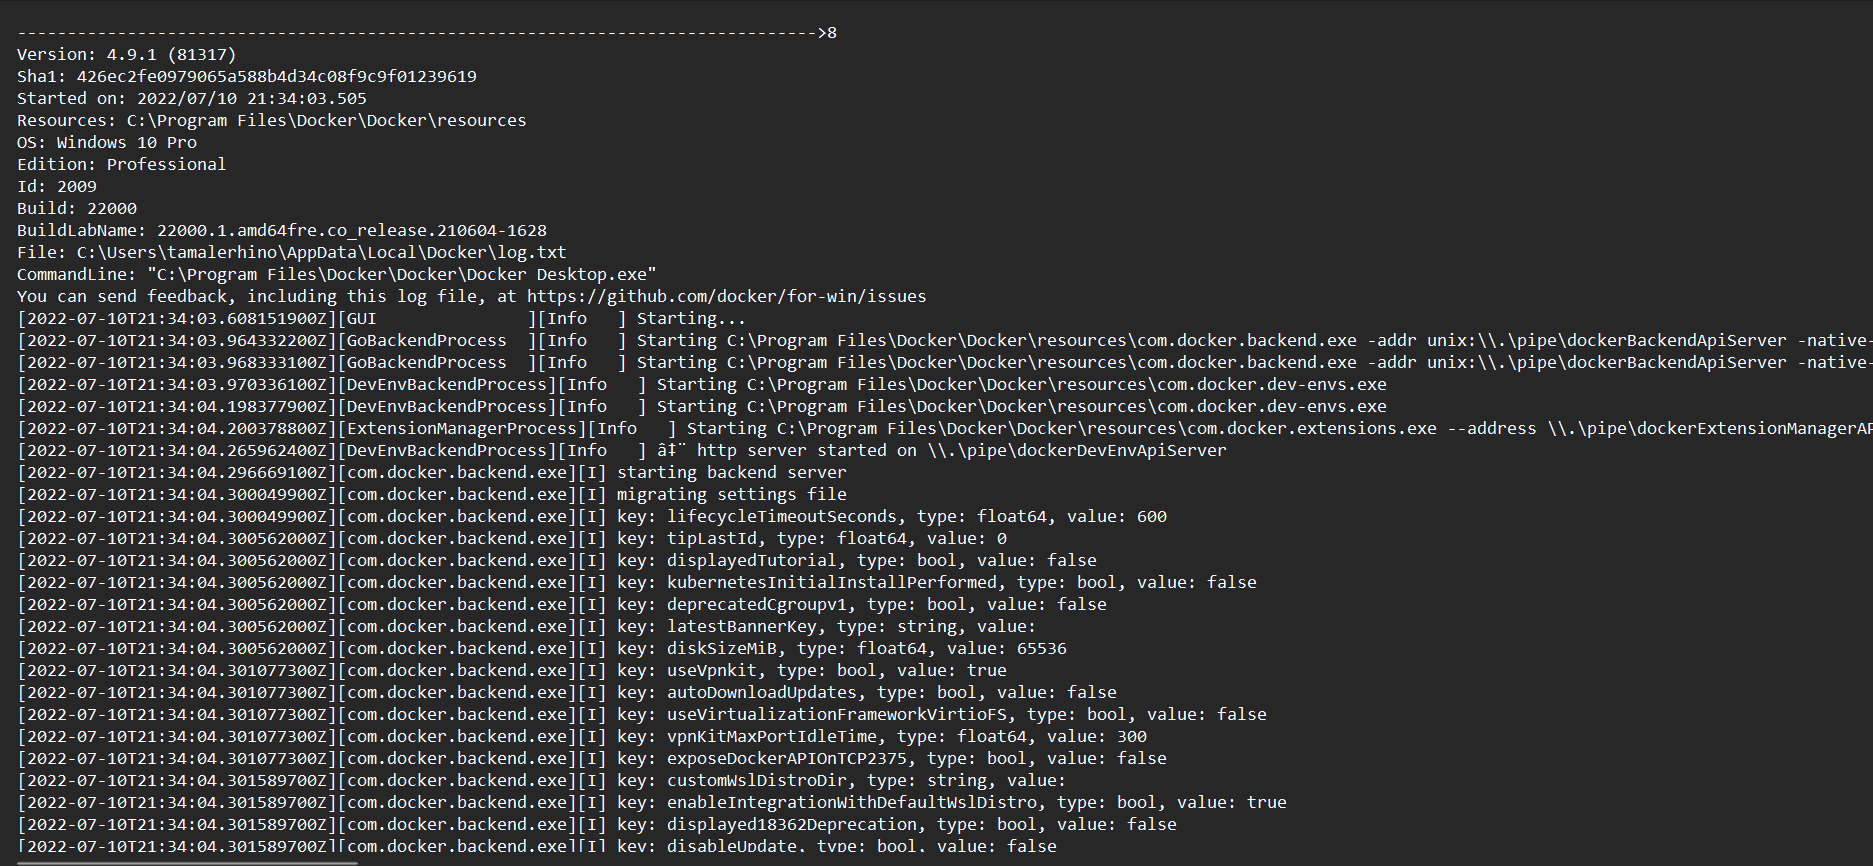 -------------------------------------------------------------------------------->8
Version: 4.9.1 (81317)
Sha1: 426ec2fe0979065a588b4d34c08f9c9f01239619
Started on: 2022/07/10 21:34:03.505
Resources: C:\Program Files\Docker\Docker\resources
OS: Windows 10 Pro
Edition: Professional
Id: 2009
Build: 22000
BuildLabName: 22000.1.amd64fre.co_release.210604-1628
File: C:\Users\tamalerhino\AppData\Local\Docker\log.txt
CommandLine: "C:\Program Files\Docker\Docker\Docker Desktop.exe"
You can send feedback, including this log file, at https://github.com/docker/for-win/issues
[2022-07-10T21:34:03.608151900Z][GUI               ][Info   ] Starting...
[2022-07-10T21:34:03.964332200Z][GoBackendProcess  ][Info   ] Starting C:\Program Files\Docker\Docker\resources\com.docker.backend.exe -addr unix:\\.\pipe\dockerBackendApiServer -native-
[2022-07-10T21:34:03.968333100Z][GoBackendProcess  ][Info   ] Starting C:\Program Files\Docker\Docker\resources\com.docker.backend.exe -addr unix:\\.\pipe\dockerBackendApiServer -native-
[2022-07-10T21:34:03.970336100Z][DevEnvBackendProcess][Info   ] Starting C:\Program Files\Docker\Docker\resources\com.docker.dev-envs.exe
[2022-07-10T21:34:04.198377900Z][DevEnvBackendProcess][Info   ] Starting C:\Program Files\Docker\Docker\resources\com.docker.dev-envs.exe
[2022-07-10T21:34:04.200378800Z][ExtensionManagerProcess][Info   ] Starting C:\Program Files\Docker\Docker\resources\com.docker.extensions.exe --address \\.\pipe\dockerExtensionManagerAP
[2022-07-10T21:34:04.265962400Z][DevEnvBackendProcess][Info   ] â‡¨ http server started on \\.\pipe\dockerDevEnvApiServer
[2022-07-10T21:34:04.296669100Z][com.docker.backend.exe][I] starting backend server
[2022-07-10T21:34:04.300049900Z][com.docker.backend.exe][I] migrating settings file
[2022-07-10T21:34:04.300049900Z][com.docker.backend.exe][I] key: lifecycleTimeoutSeconds, type: float64, value: 600
[2022-07-10T21:34:04.300562000Z][com.docker.backend.exe][I] key: tipLastId, type: float64, value: 0
[2022-07-10T21:34:04.300562000Z][com.docker.backend.exe][I] key: displayedTutorial, type: bool, value: false
[2022-07-10T21:34:04.300562000Z][com.docker.backend.exe][I] key: kubernetesInitialInstallPerformed, type: bool, value: false
[2022-07-10T21:34:04.300562000Z][com.docker.backend.exe][I] key: deprecatedCgroupv1, type: bool, value: false
[2022-07-10T21:34:04.300562000Z][com.docker.backend.exe][I] key: latestBannerKey, type: string, value:
[2022-07-10T21:34:04.300562000Z][com.docker.backend.exe][I] key: diskSizeMiB, type: float64, value: 65536
[2022-07-10T21:34:04.301077300Z][com.docker.backend.exe][I] key: useVpnkit, type: bool, value: true
[2022-07-10T21:34:04.301077300Z][com.docker.backend.exe][I] key: autoDownloadUpdates, type: bool, value: false
[2022-07-10T21:34:04.301077300Z][com.docker.backend.exe][I] key: useVirtualizationFrameworkVirtioFS, type: bool, value: false
[2022-07-10T21:34:04.301077300Z][com.docker.backend.exe][I] key: vpnKitMaxPortIdleTime, type: float64, value: 300
[2022-07-10T21:34:04.301077300Z][com.docker.backend.exe][I] key: exposeDockerAPIOnTCP2375, type: bool, value: false
[2022-07-10T21:34:04.301589700Z][com.docker.backend.exe][I] key: customWslDistroDir, type: string, value:
[2022-07-10T21:34:04.301589700Z][com.docker.backend.exe][I] key: enableIntegrationWithDefaultWslDistro, type: bool, value: true
[2022-07-10T21:34:04.301589700Z][com.docker.backend.exe][I] key: displayed18362Deprecation, type: bool, value: false
[2022-07-10T21:34:04.301589700Z][com.docker.backend.exe][I] key: disableUpdate, type: bool, value: false